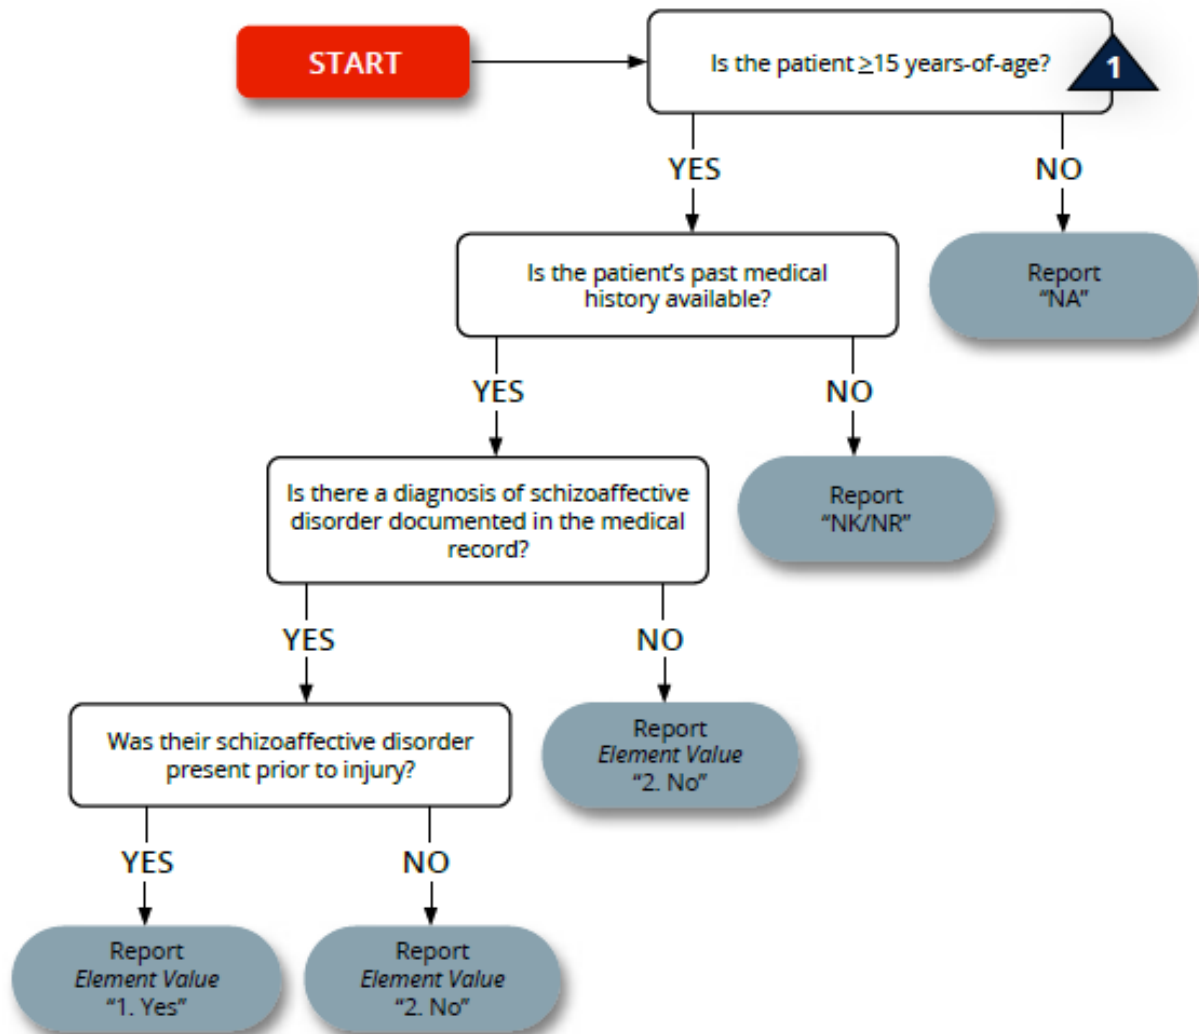 START
Is the patient ≥15 years-of-age?
1
YES
NO
Is the patient's past medical
history available?
Report
“NA”
YES
NO
Is there a diagnosis of schizoaffective
disorder documented in the medical
record?
Report
“NK/NR”
YES
NO
Was their schizoaffective disorder
present prior to injury?
Report
Element Value
“2. No”
YES
NO
Report
Element Value
“1. Yes”
Report
Element Value
“2. No”